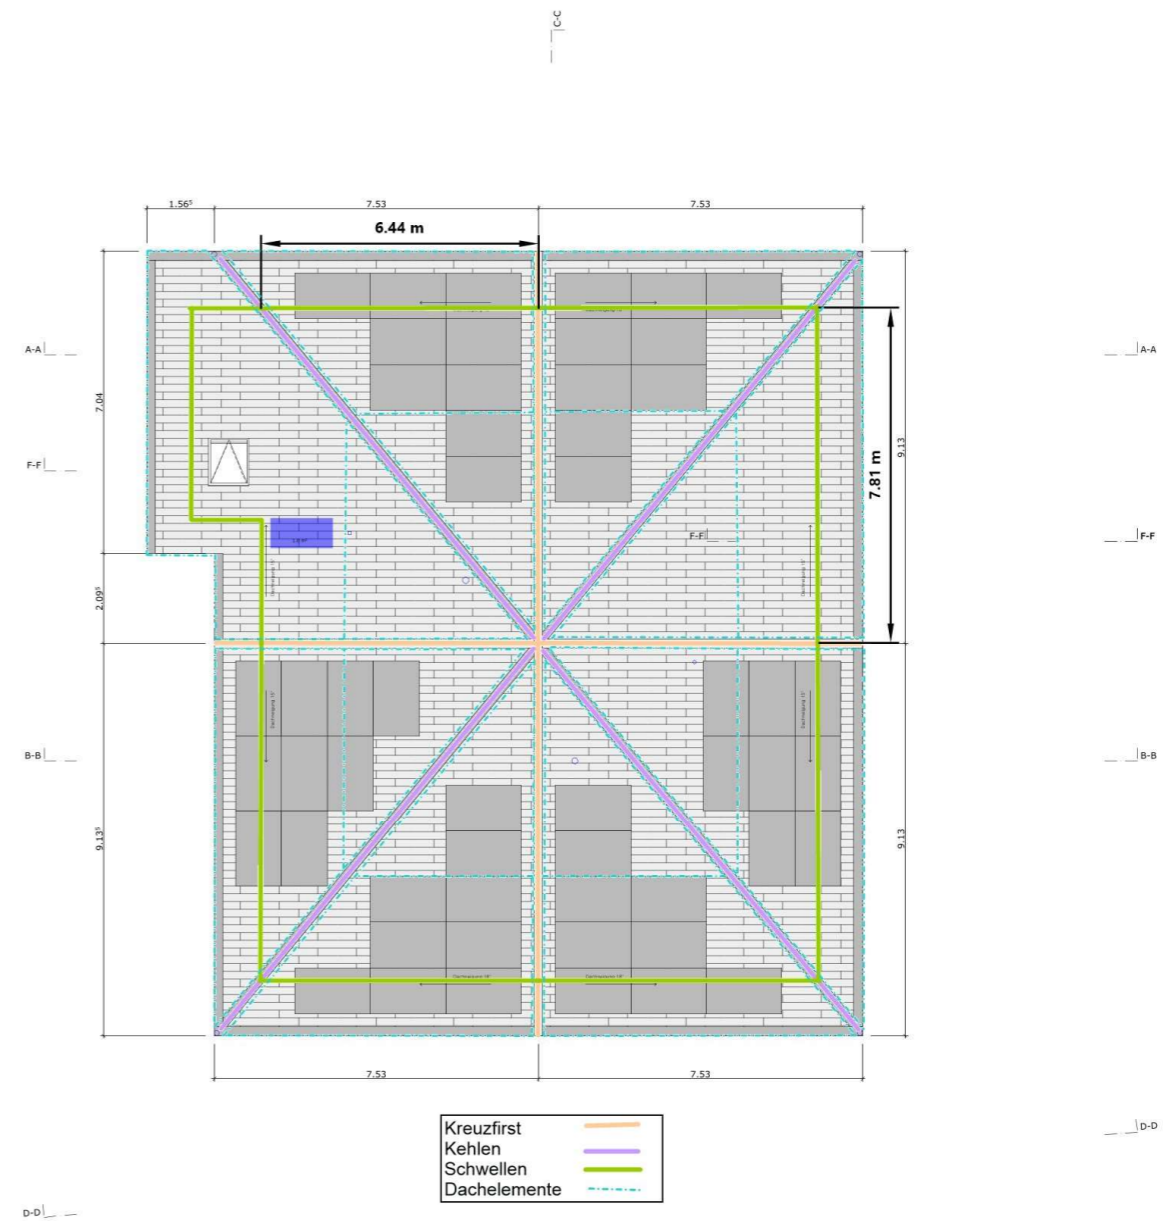 C-C
1.56⁵
7.53
7.53
6.44 m
A-A
A-A
7.04
9.13
F-F
7.81 m
F-F
F-F
2.09⁵
B-B
B-B
9.13⁵
9.13
7.53
7.53
Kreuzfirst
Kehlen
Schwellen
Dachelemente
D-D
D-D